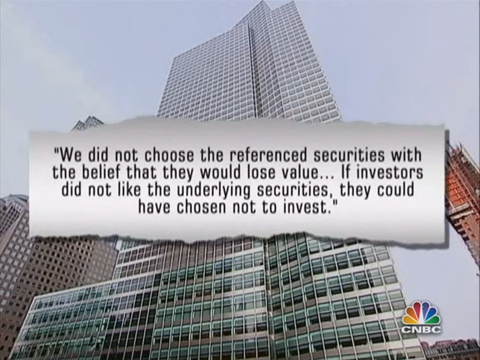 "We did not choose the referenced securities with
the belief that they would lose value... If investors
did not like the underlying securities, they could
have chosen not to invest."
CNBC